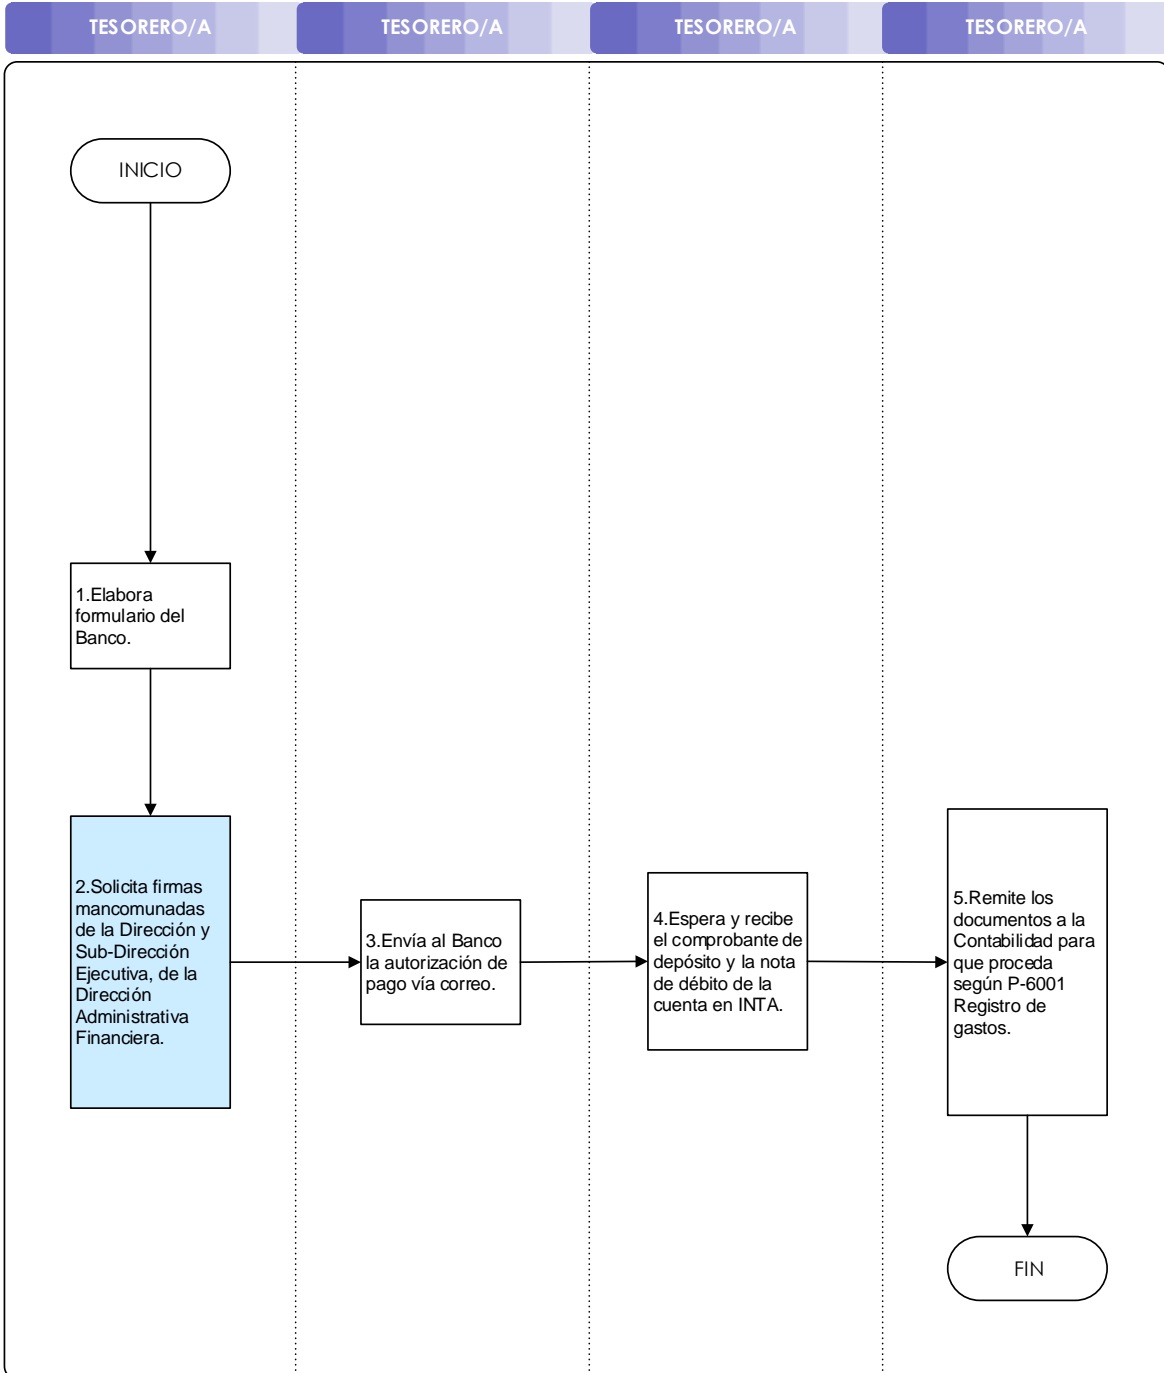 TESORERO/A
TESORERO/A
TESORERO/A
TESORERO/A
INICIO
1.Elabora
formulario del
Banco.
2.Solicita firmas
mancomunadas
de la Dirección y
Sub-Dirección
Ejecutiva, de la
Dirección
Administrativa
Financiera.
3.Envía al Banco
la autorización de
pago vía correo.
4.Espera y recibe
el comprobante de
depósito y la nota
de débito de la
cuenta en INTA.
5.Remite los
documentos a la
Contabilidad para
que proceda
según P-6001
Registro de
gastos.
FIN